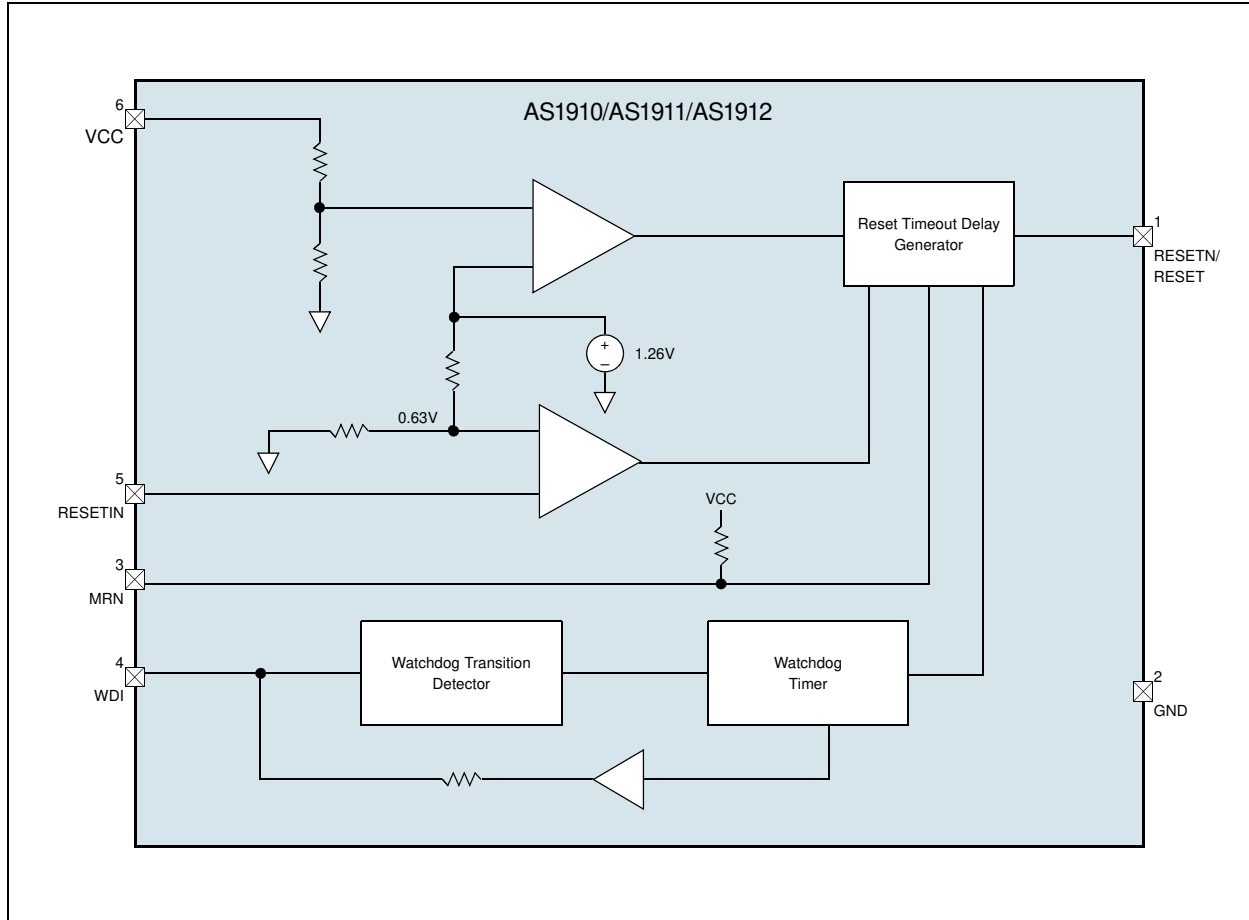 AS1910/AS1911/AS1912
6
VCC
Reset Timeout Delay
Generator
1
RESETN/
RESET
+
–
1.26V
0.63V
5
RESETIN
VCC
3
MRN
4
WDI
Watchdog Transition
Detector
Watchdog
Timer
2
GND